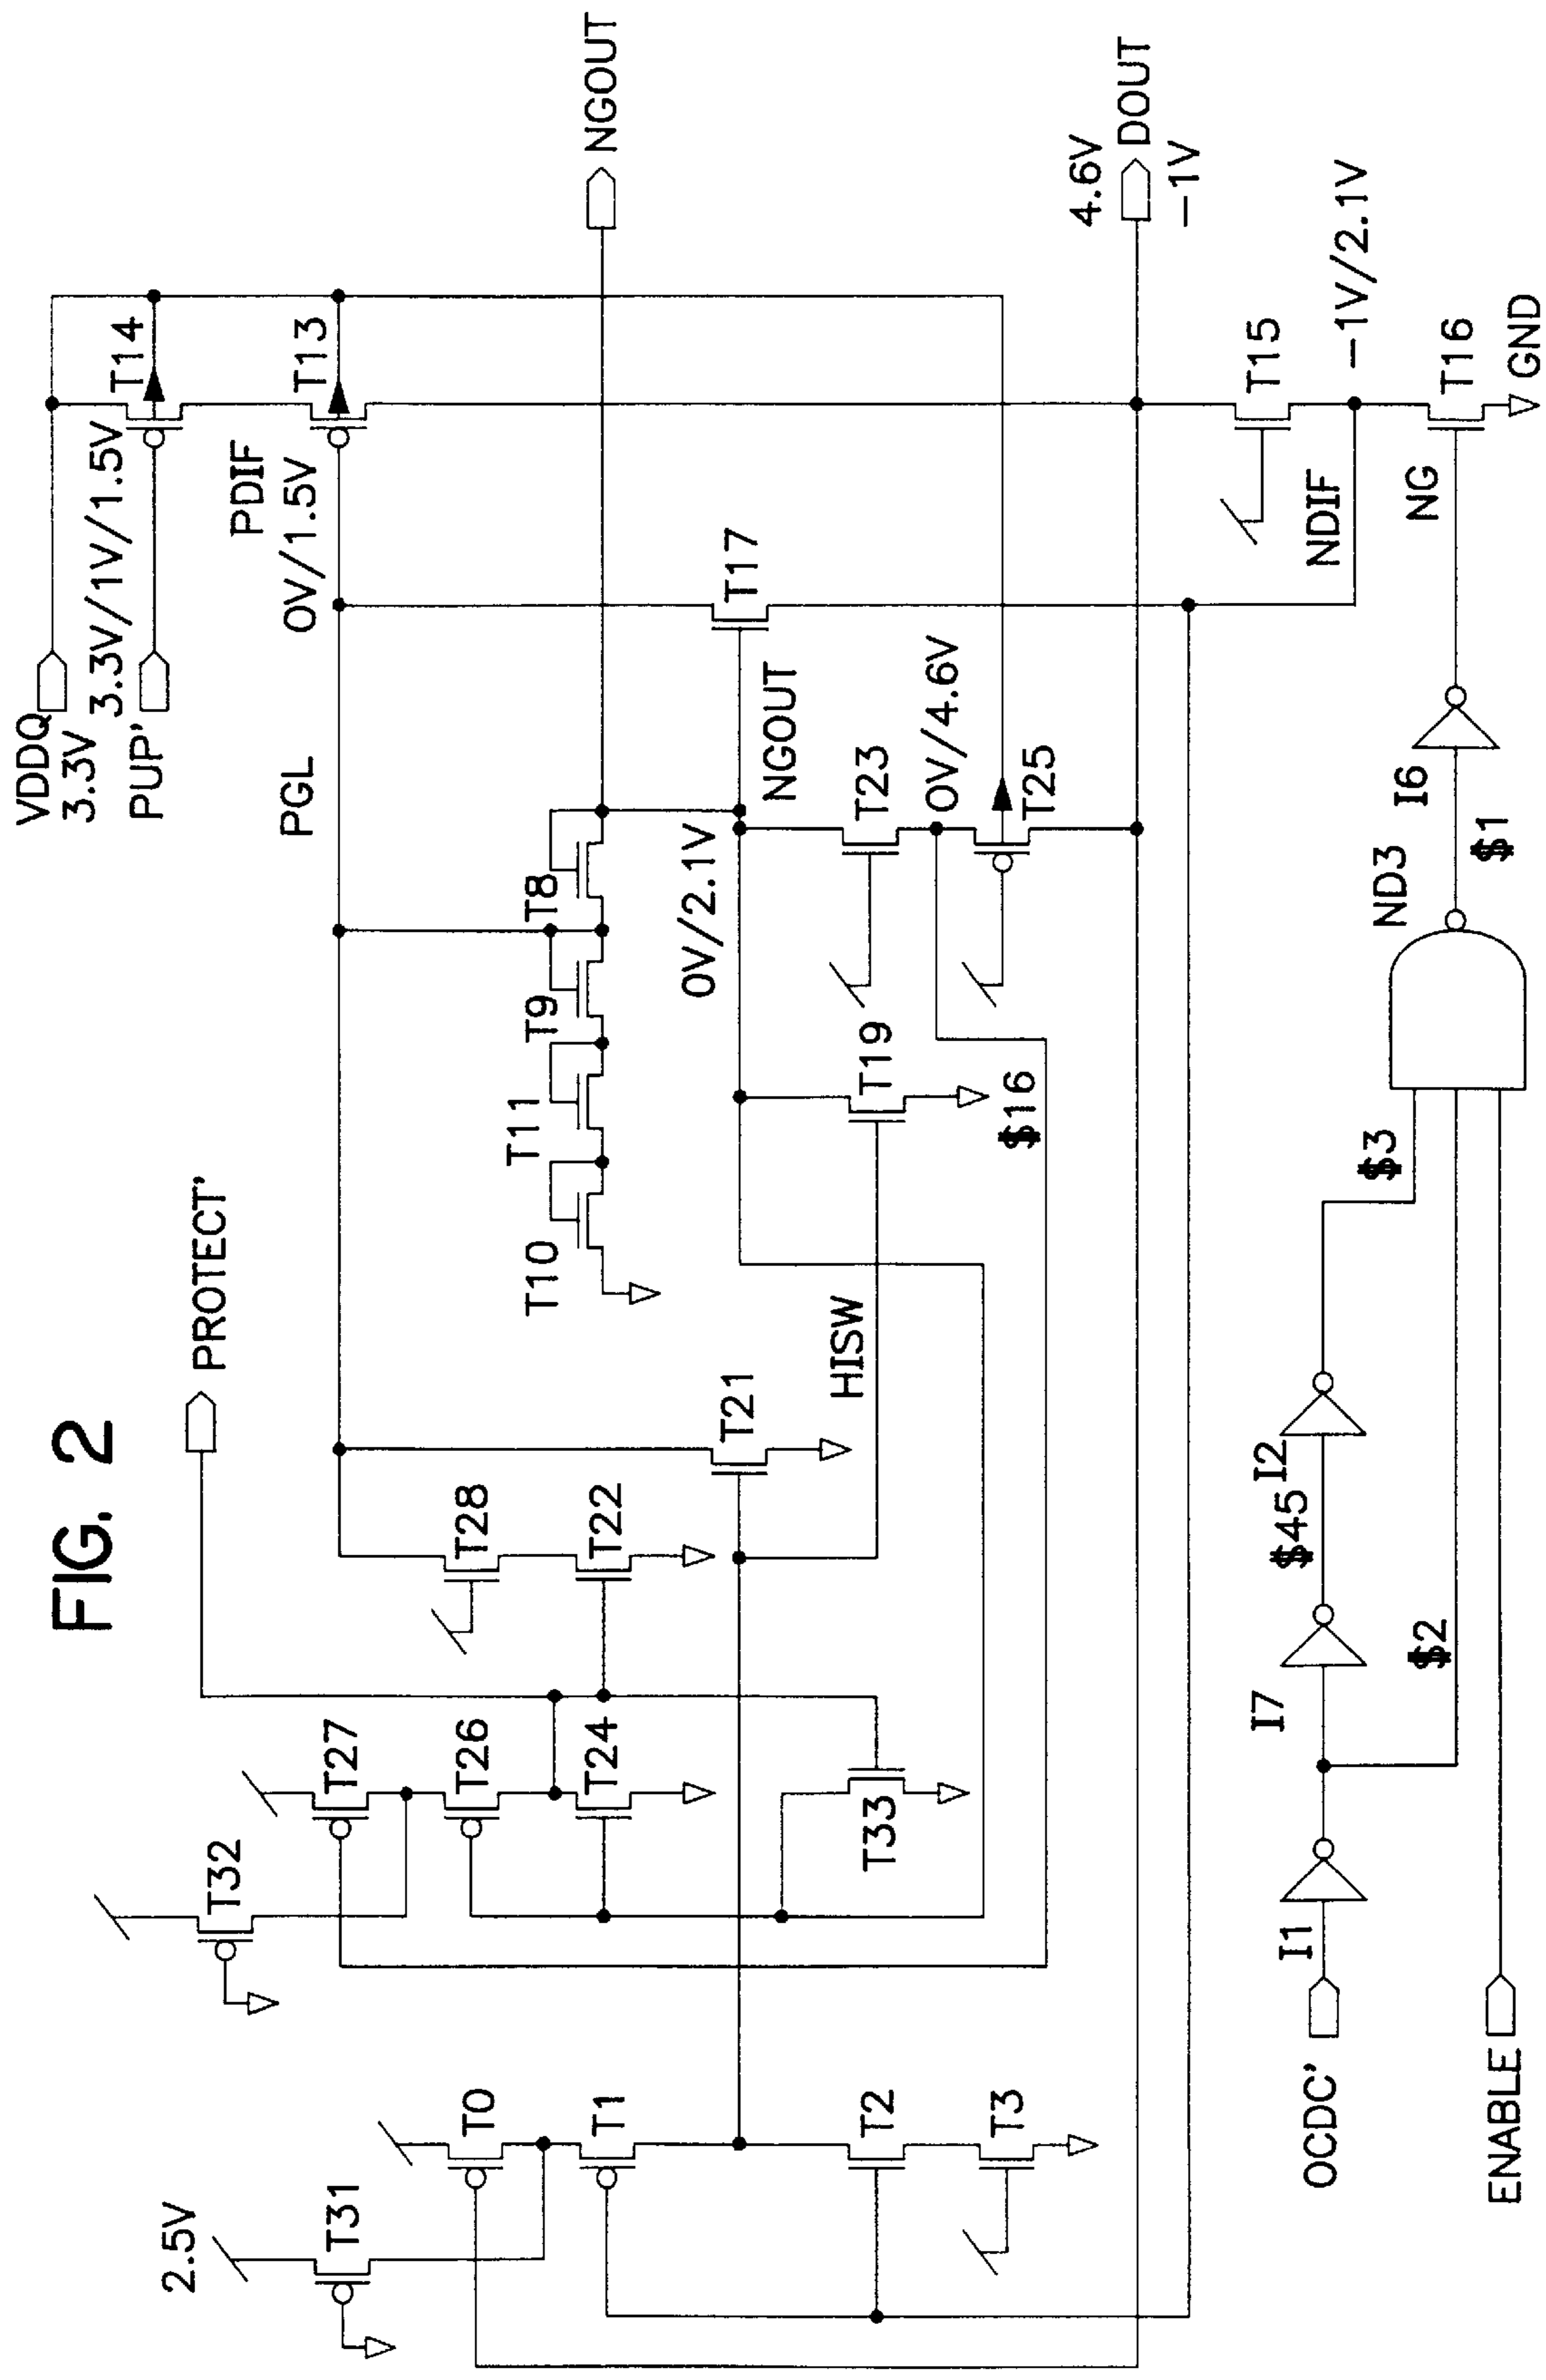 FIG. 2
VDDQ
3.3V
3.3V/1V/1.5V
PUP'
T14
T13
PDIF
0V/1.5V
PGL
NGOUT
PROTECT'
T8
T9
T11
T10
T17
NGOUT
0V/2.1V
T23
0V/4.6V
T25
T19
$16
HISW
T21
T28
T22
T27
T26
T24
T32
T33
2.5V
T31
T0
T1
T2
T3
4.6V
DOUT
-1V
T15
-1V/2.1V
NDIF
NG
T16
GND
I6
$1
ND3
$3
I2
$45
I7
$2
I1
OCDC'
ENABLE